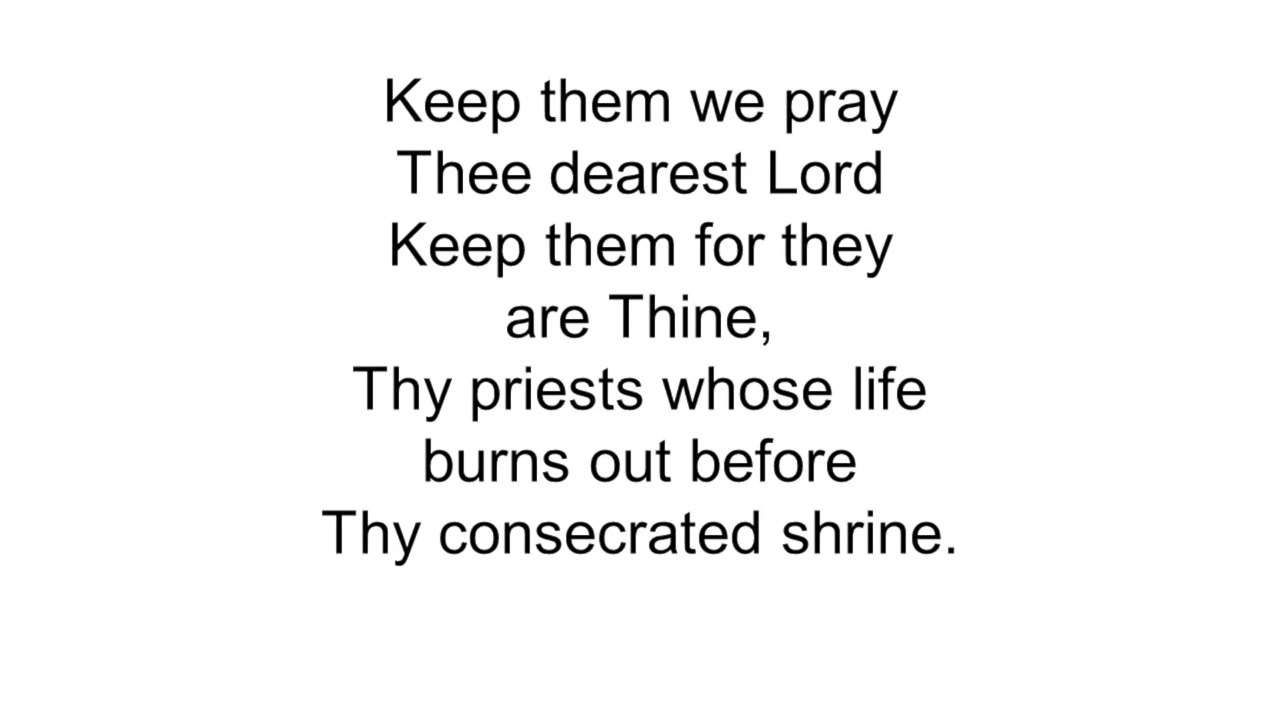 Keep them we pray
Thee dearest Lord
Keep them for they
are Thine,
Thy priests whose life
burns out before
Thy consecrated shrine.